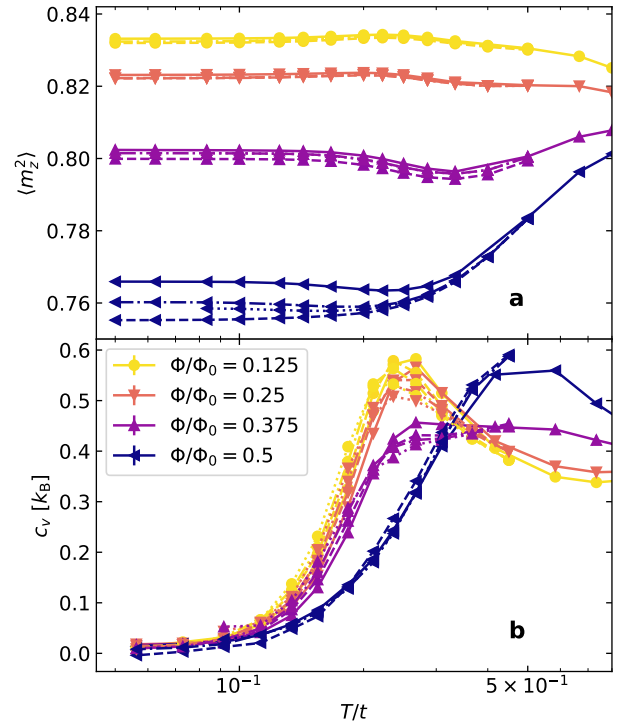 0.84
0.82
0.80
0.78
0.76
⟨m_z^2⟩
a
0.6
0.5
0.4
0.3
0.2
0.1
0.0
c_v [k_B]
Φ/Φ_0 = 0.125
Φ/Φ_0 = 0.25
Φ/Φ_0 = 0.375
Φ/Φ_0 = 0.5
b
10^{-1}
5 × 10^{-1}
T/t